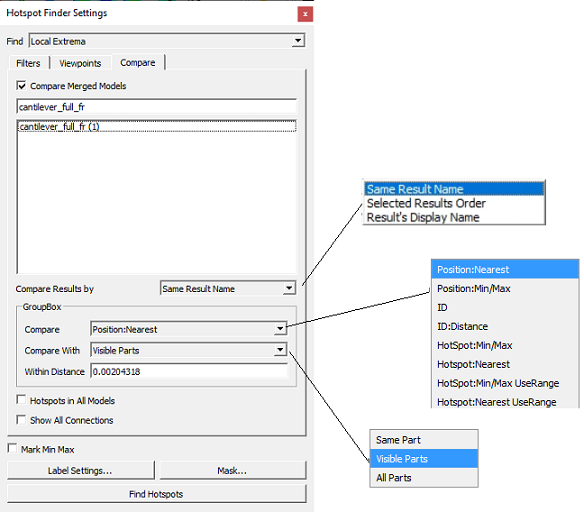 Hotspot Finder Settings
x
Find Local Extrema
Filters Viewpoints Compare
Compare Merged Models
cantilever_full_fr
cantilever_full_fr (1)
Compare Results by Same Result Name
GroupBox
Compare Position:Nearest
Compare With Visible Parts
Within Distance 0.00204318
Hotspots in All Models
Show All Connections
Mark Min Max
Label Settings... Mask...
Find Hotspots
Same Result Name
Selected Results Order
Result's Display Name
Position:Nearest
Position:Min/Max
ID
ID:Distance
HotSpot:Min/Max
Hotspot:Nearest
HotSpot:Min/Max UseRange
Hotspot:Nearest UseRange
Same Part
Visible Parts
All Parts